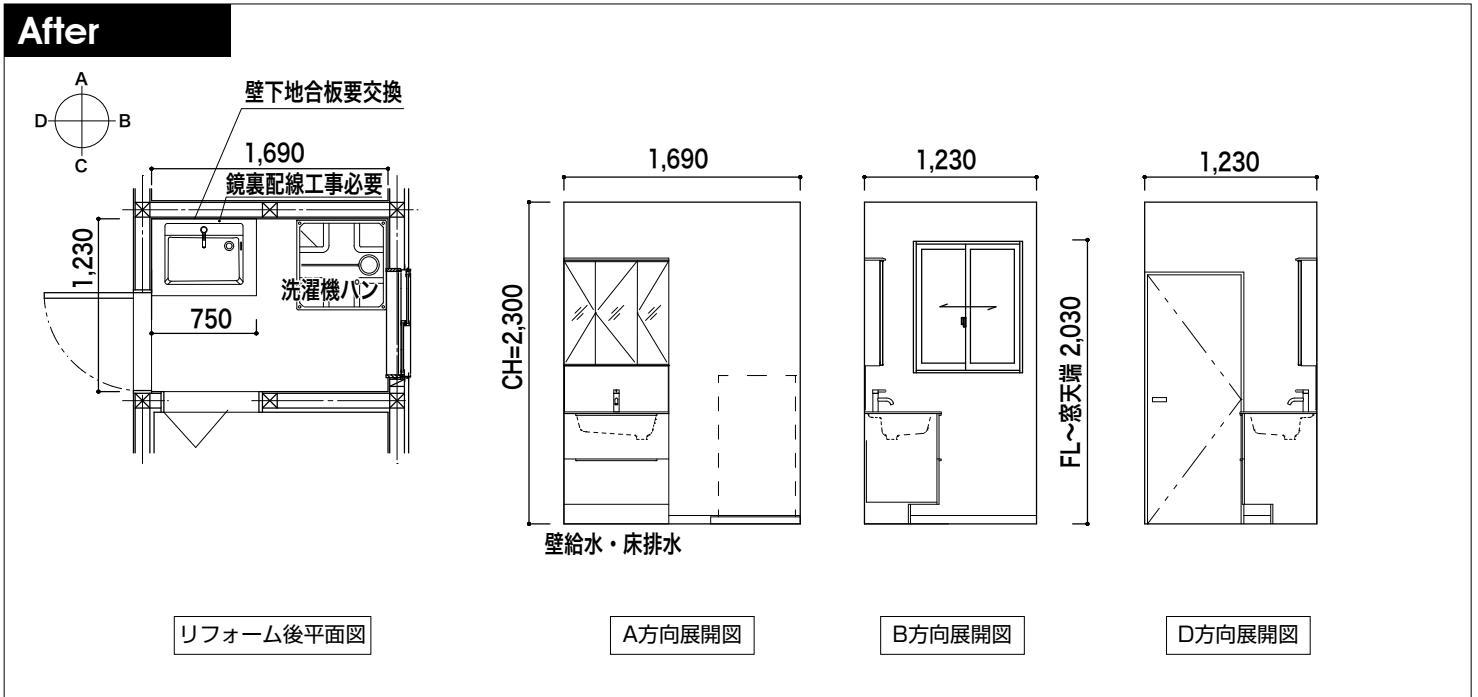 After
A
D
B
C
壁下地合板要交換
1,690
鏡裏配線工事必要
1,230
洗濯機パン
750
1,690
CH=2,300
壁給水・床排水
1,230
FL~窓天端 2,030
1,230
リフォーム後平面図
A方向展開図
B方向展開図
D方向展開図